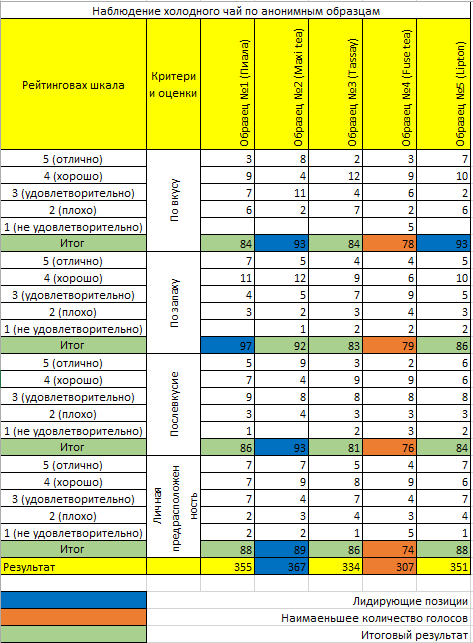 Наблюдение холодного чай по анонимным образцам
Рейтинговах шкала Критери и оценки Образец №1 (Пиала) Образец №2 (Maxi tea) Образец №3 (Tassay) Образец №4 (Fuse tea) Образец №5 (Lipton)
По вкусу
5 (отлично) 3 8 2 3 7
4 (хорошо) 9 4 12 9 10
3 (удовлетворительно) 7 11 4 6 2
2 (плохо) 6 2 7 2 6
1 (не удовлетворительно) 5
Итог 84 93 84 78 93
По запаху
5 (отлично) 7 5 4 4 5
4 (хорошо) 11 12 9 6 10
3 (удовлетворительно) 4 5 7 9 5
2 (плохо) 3 2 3 4 3
1 (не удовлетворительно) 1 2 2 2
Итог 97 92 83 79 86
Послевкусие
5 (отлично) 5 9 3 2 6
4 (хорошо) 7 4 9 9 6
3 (удовлетворительно) 9 8 8 8 8
2 (плохо) 3 4 3 3 3
1 (не удовлетворительно) 1 2 3 2
Итог 86 93 81 76 84
Личная предрасположен ность
5 (отлично) 7 7 5 4 7
4 (хорошо) 7 9 8 9 6
3 (удовлетворительно) 7 4 7 4 7
2 (плохо) 2 3 4 3 4
1 (не удовлетворительно) 2 2 1 5 1
Итог 88 89 86 74 88
Результат 355 367 334 307 351
Лидирующие позиции
Наимаеньшее количество голосов
Итоговый результат